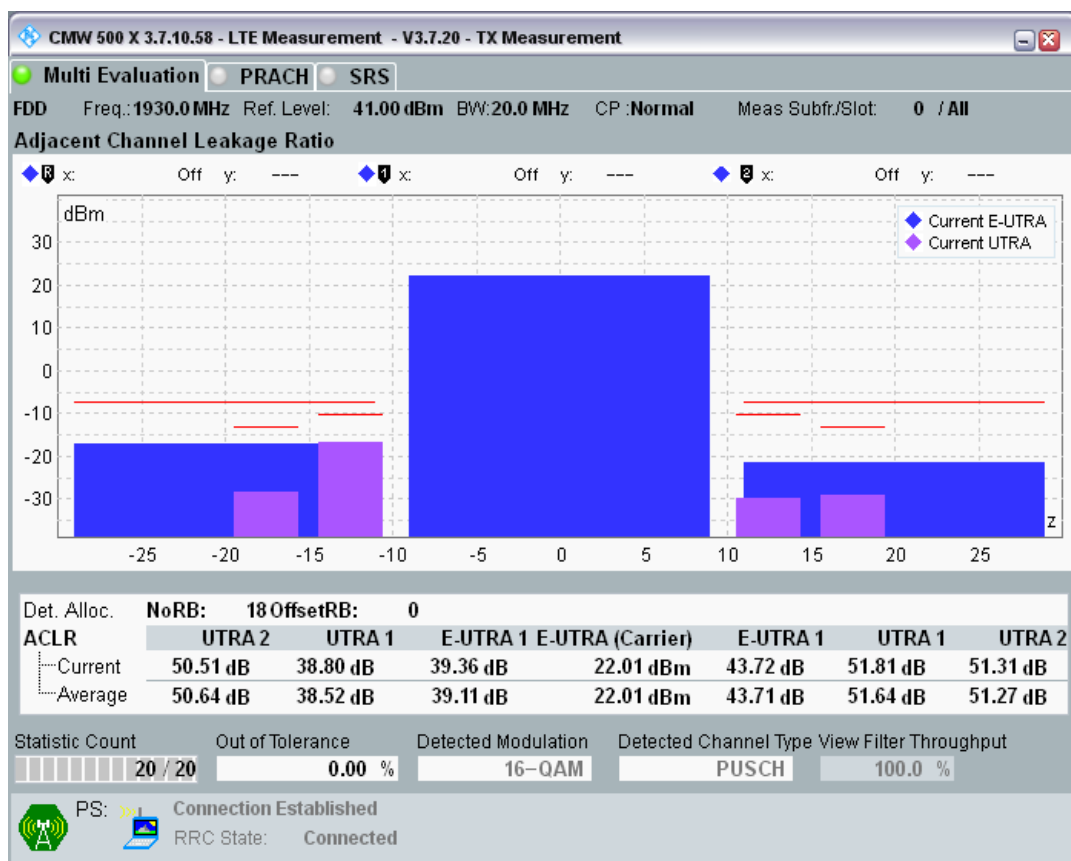 CMW 500 X 3.7.10.58 - LTE Measurement - V3.7.20 - TX Measurement
Multi Evaluation PRACH SRS
FDD Freq.: 1930.0 MHz Ref. Level: 41.00 dBm BW: 20.0 MHz CP : Normal Meas Subfr./Slot: 0 / All
Adjacent Channel Leakage Ratio
R x: Off y: --- 1 x: Off y: --- 2 x: Off y: ---
dBm
Current E-UTRA
Current UTRA
30
20
10
0
-10
-20
-30
z
-25 -20 -15 -10 -5 0 5 10 15 20 25
Det. Alloc. NoRB: 18 OffsetRB: 0
ACLR UTRA 2 UTRA 1 E-UTRA 1 E-UTRA (Carrier) E-UTRA 1 UTRA 1 UTRA 2
Current 50.51 dB 38.80 dB 39.36 dB 22.01 dBm 43.72 dB 51.81 dB 51.31 dB
Average 50.64 dB 38.52 dB 39.11 dB 22.01 dBm 43.71 dB 51.64 dB 51.27 dB
Statistic Count Out of Tolerance Detected Modulation Detected Channel Type View Filter Throughput
20 / 20 0.00 % 16-QAM PUSCH 100.0 %
PS: Connection Established
RRC State: Connected